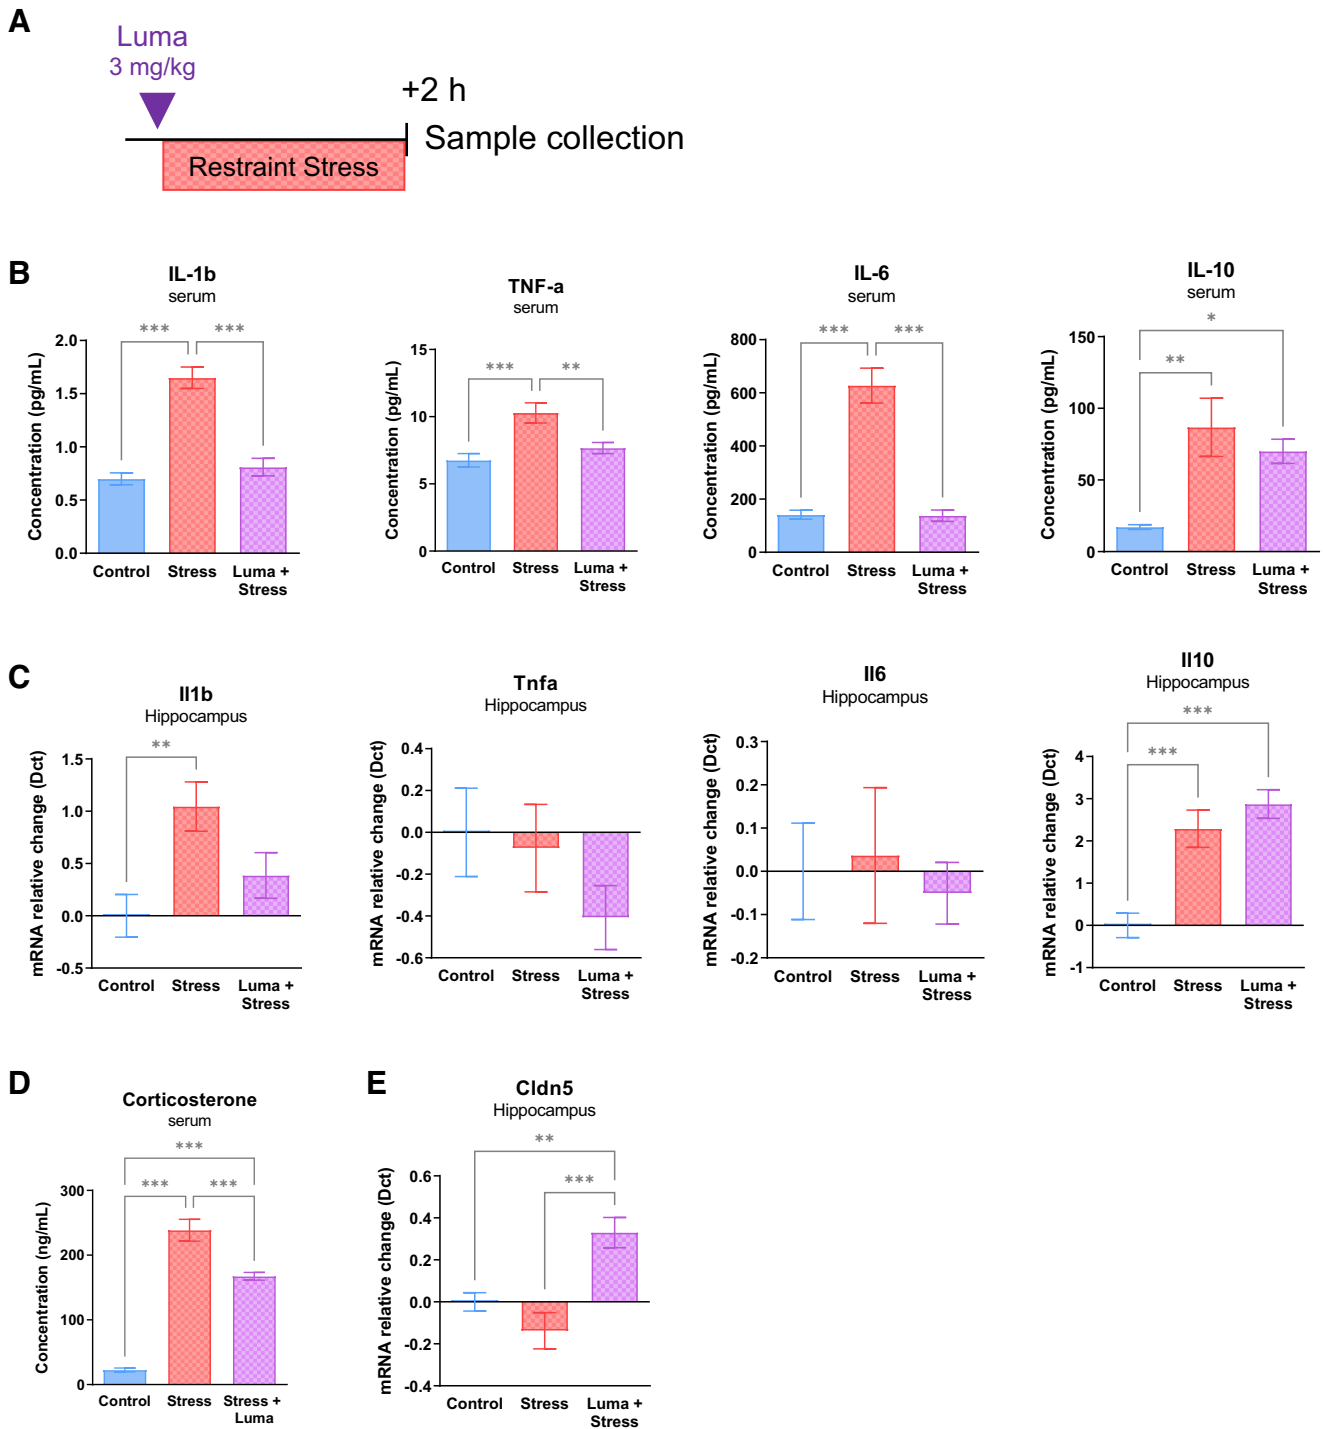 A
Luma
3 mg/kg
+2 h
Sample collection
Restraint Stress
B
IL-1b
serum
*** ***
Concentration (pg/mL)
2.0
1.5
1.0
0.5
0.0
Control Stress Luma +
Stress
TNF-a
serum
*** **
Concentration (pg/mL)
15
10
5
0
Control Stress Luma +
Stress
IL-6
serum
*** ***
Concentration (pg/mL)
800
600
400
200
0
Control Stress Luma +
Stress
IL-10
serum
*
**
Concentration (pg/mL)
150
100
50
0
Control Stress Luma +
Stress
C
Il1b
Hippocampus
**
mRNA relative change (Dct)
1.5
1.0
0.5
0.0
-0.5
Control Stress Luma +
Stress
Tnfa
Hippocampus
mRNA relative change (Dct)
0.4
0.2
0.0
-0.2
-0.4
-0.6
Control Stress Luma +
Stress
Il6
Hippocampus
mRNA relative change (Dct)
0.3
0.2
0.1
0.0
-0.1
-0.2
Control Stress Luma +
Stress
Il10
Hippocampus
***
***
mRNA relative change (Dct)
4
3
2
1
0
-1
Control Stress Luma +
Stress
D
Corticosterone
serum
***
*** ***
Concentration (ng/mL)
300
200
100
0
Control Stress Stress +
Luma
E
Cldn5
Hippocampus
**
***
mRNA relative change (Dct)
0.6
0.4
0.2
0.0
-0.2
-0.4
Control Stress Luma +
Stress